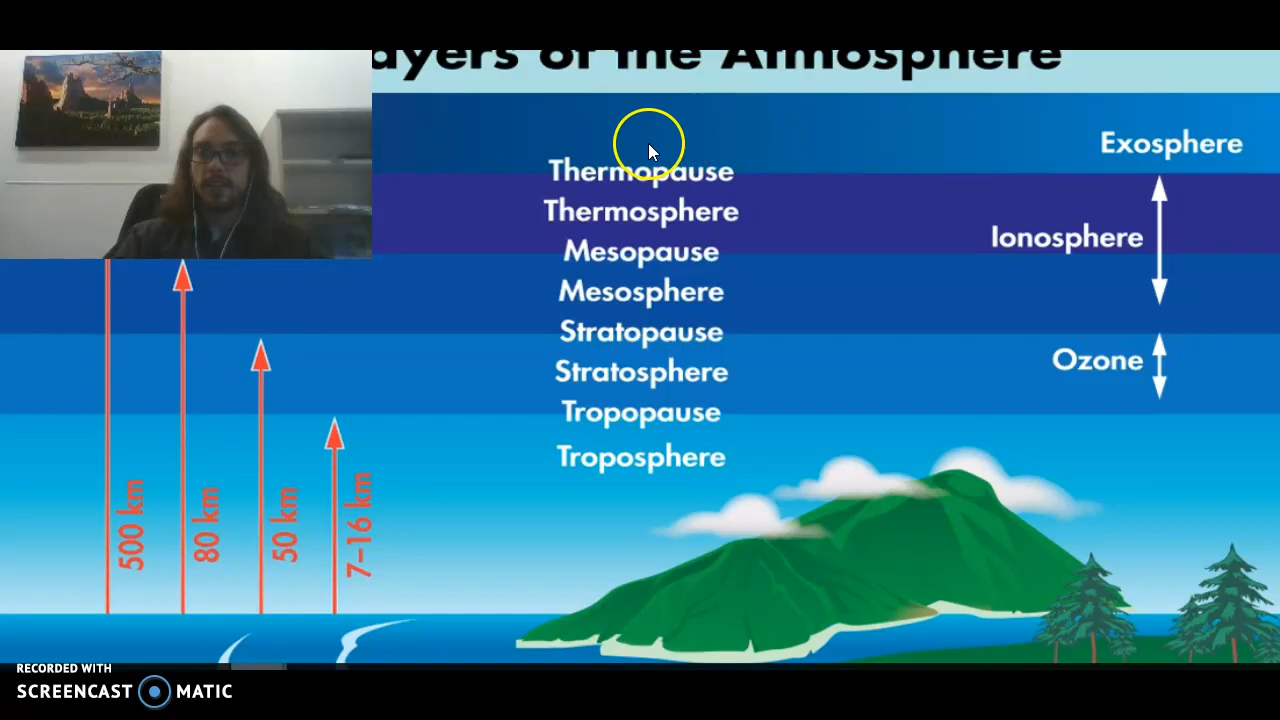 ayers of the Atmosphere
Exosphere
Thermopause
Thermosphere
Ionosphere
Mesopause
Mesosphere
Stratopause
Ozone
Stratosphere
Tropopause
Troposphere
500 km
80 km
50 km
7–16 km
RECORDED WITH
SCREENCAST MATIC